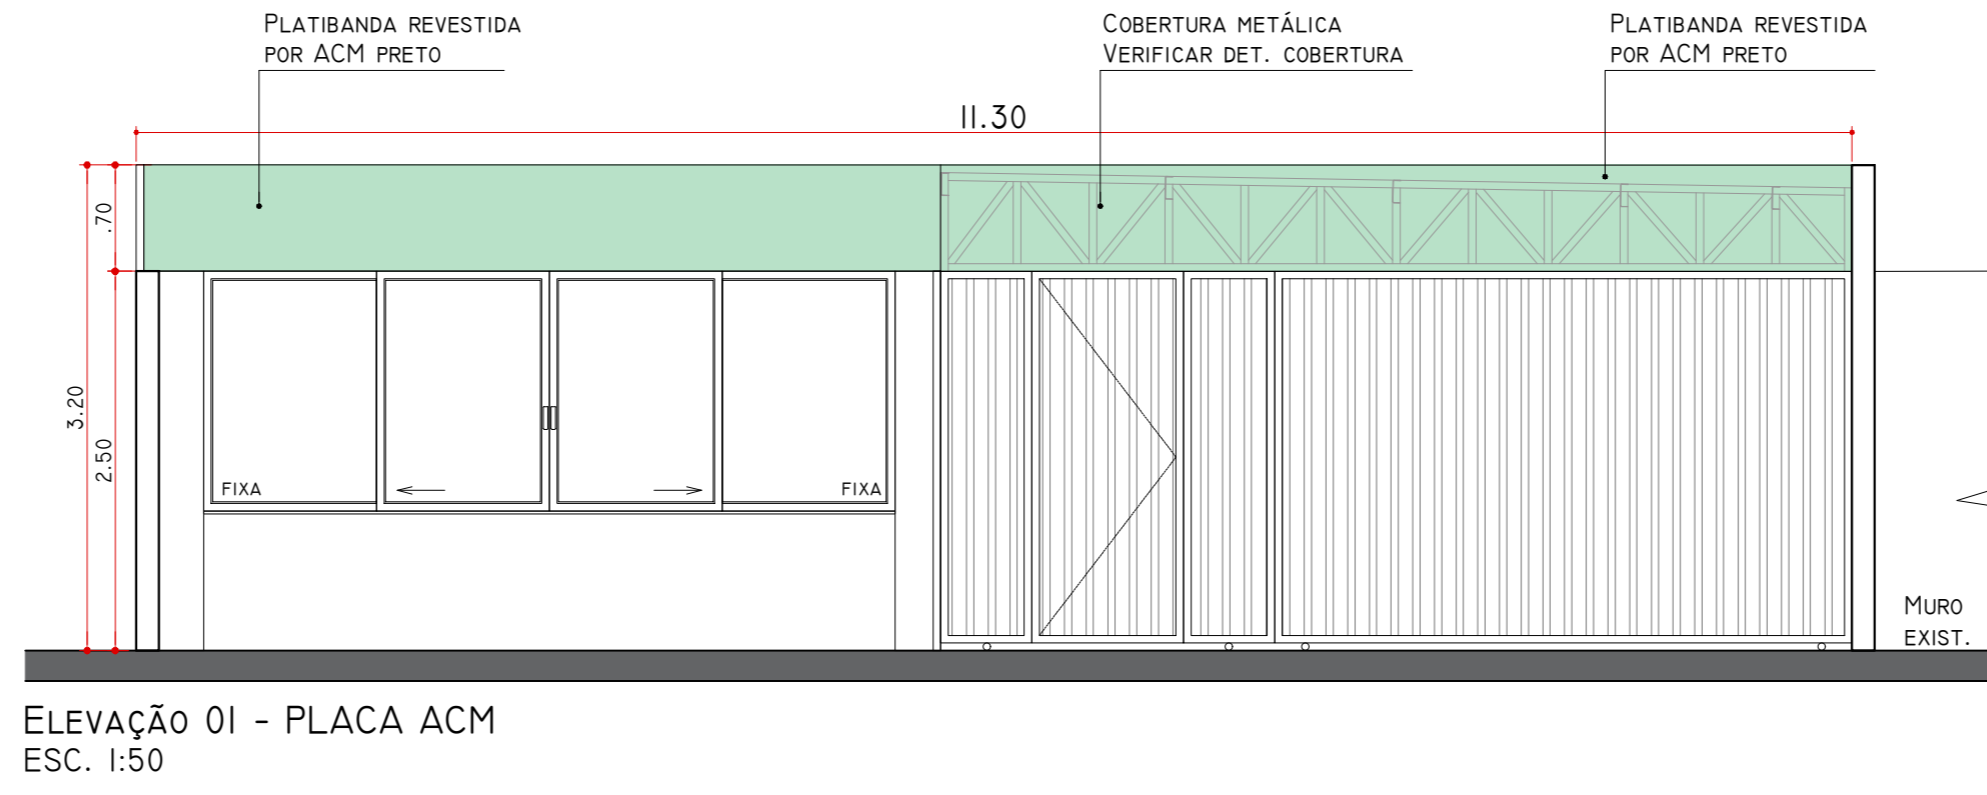 Platibanda revestida
por ACM preto
Cobertura metálica
Verificar det. cobertura
Platibanda revestida
por ACM preto
11.30
.70
3.20
2.50
FIXA
FIXA
Muro
exist.
Elevação 01 - PLACA ACM
ESC. 1:50